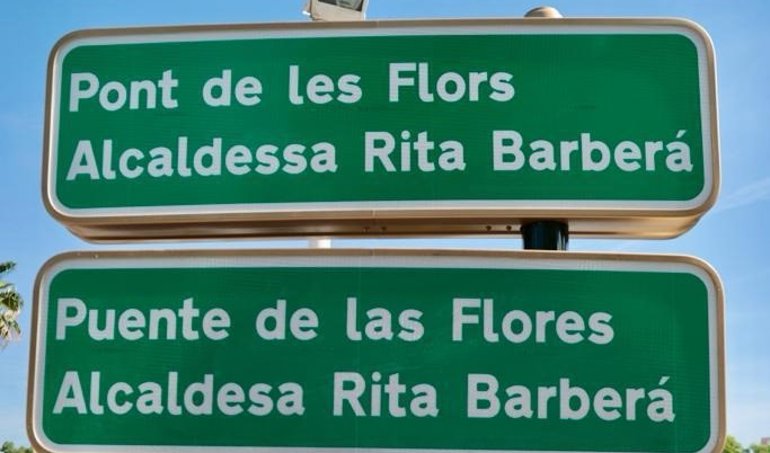 Pont de les Flors
Alcaldessa Rita Barberá
Puente de las Flores
Alcaldesa Rita Barberá